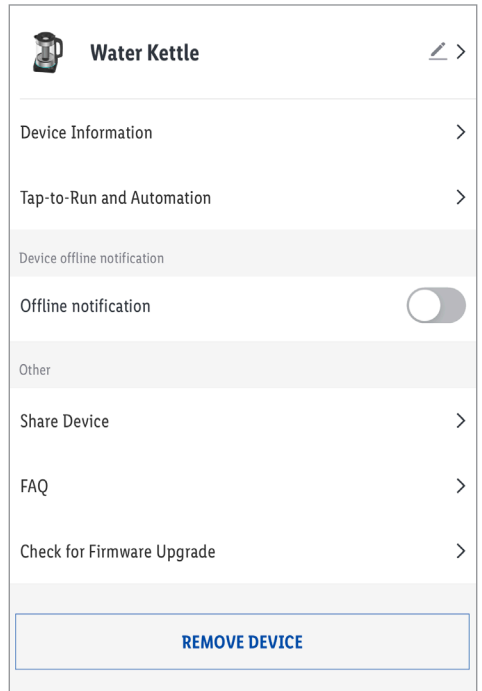 Water Kettle
Device Information
Tap-to-Run and Automation
Device offline notification
Offline notification
Other
Share Device
FAQ
Check for Firmware Upgrade
REMOVE DEVICE